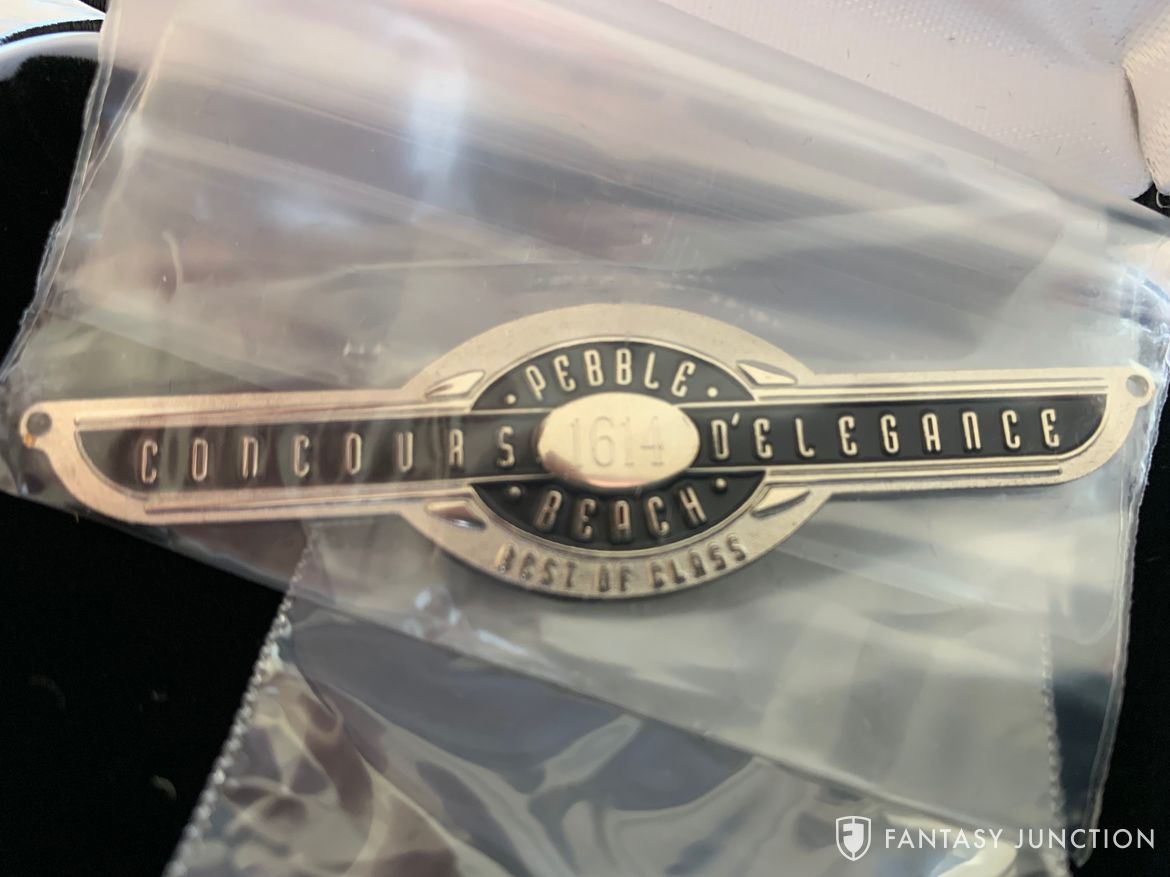 PEBBLE
CONCOURS 1614 D'ELEGANCE
BEACH
BEST OF CLASS
FANTASY JUNCTION